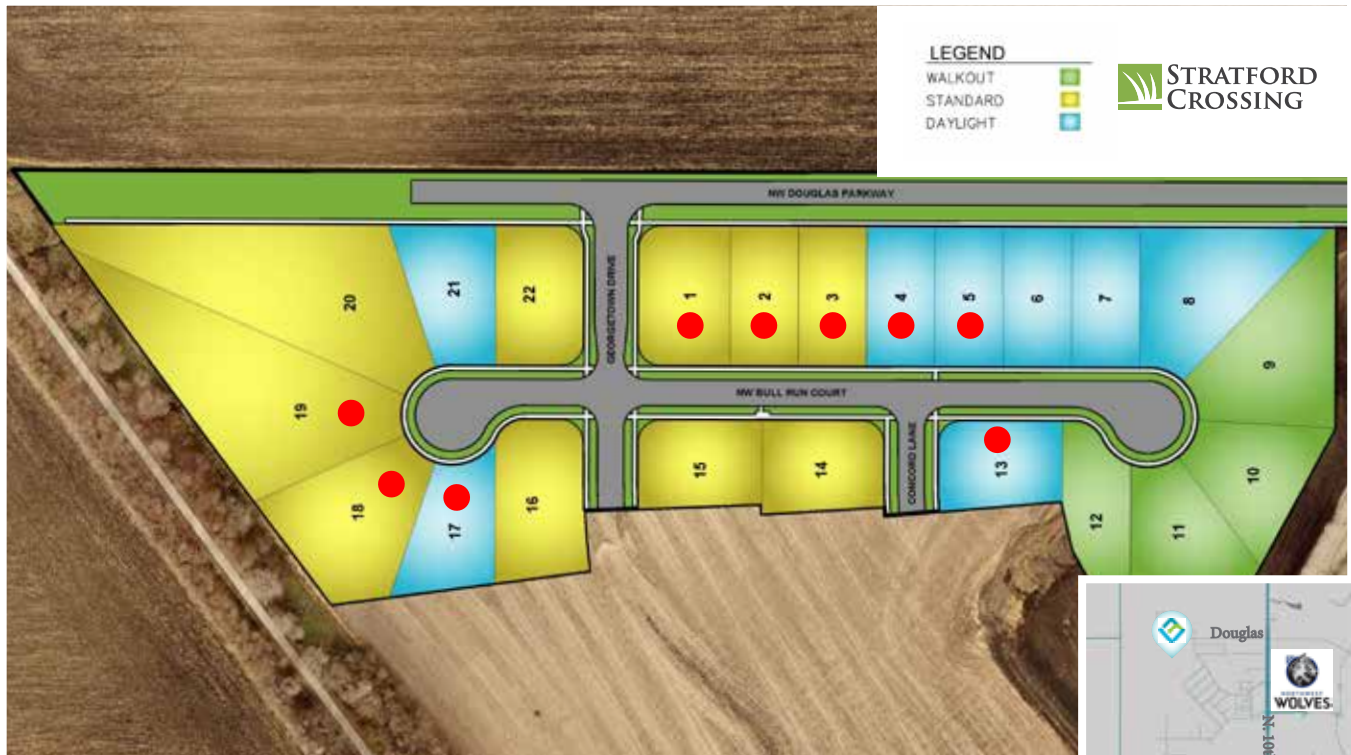 LEGEND
WALKOUT
STANDARD
DAYLIGHT
STRATFORD
CROSSING
NW DOUGLAS PARKWAY
GEORGETOWN DRIVE
20
21
22
1
2
3
4
5
6
7
8
9
19
NW BULL RUN COURT
CONCORD LANE
18
17
16
15
14
13
12
11
10
Douglas
NORTHWEST
WOLVES